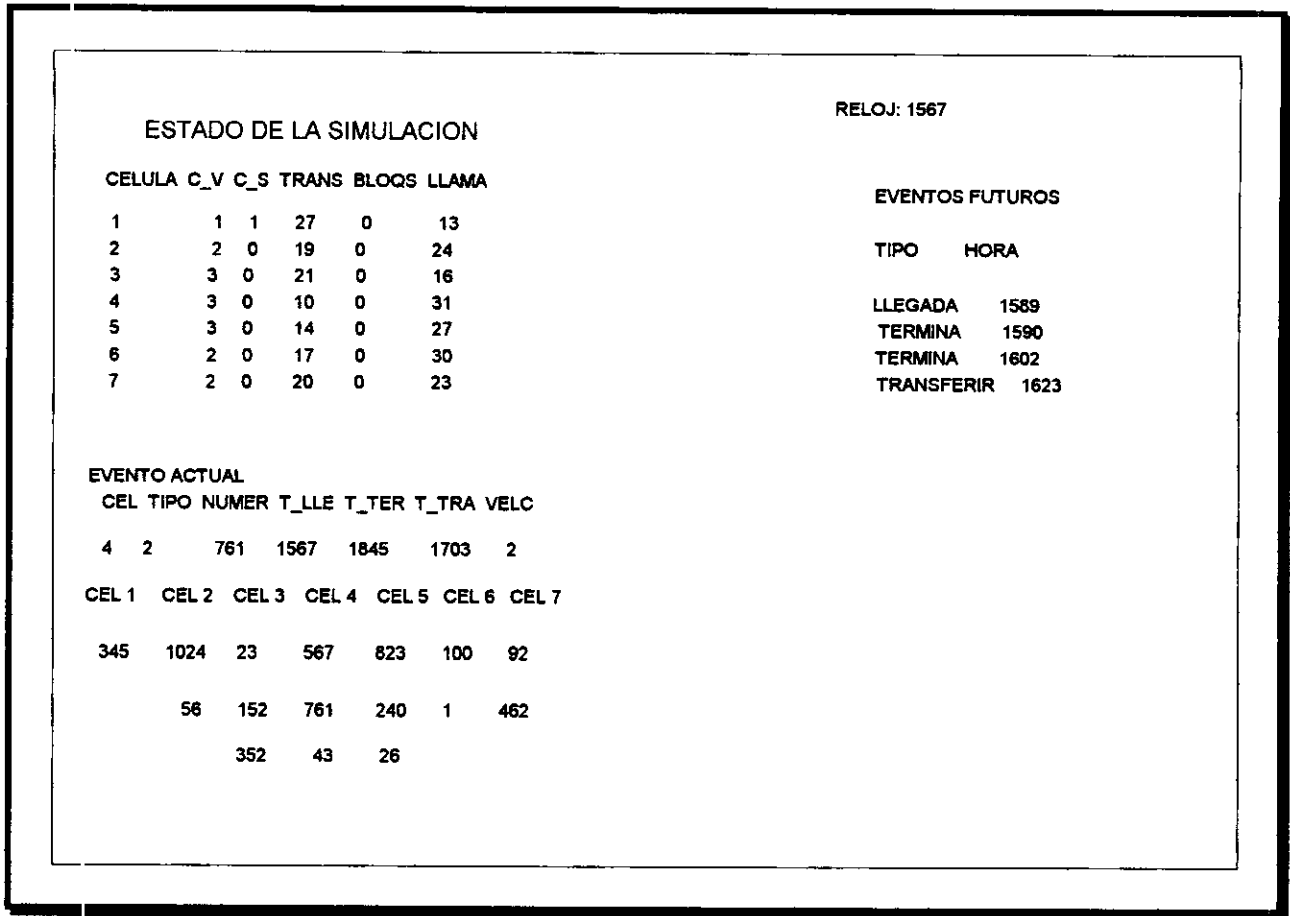 RELOJ: 1567
ESTADO DE LA SIMULACION
CELULA C_V C_S TRANS BLOQS LLAMA
1 1 1 27 0 13
2 2 0 19 0 24
3 3 0 21 0 16
4 3 0 10 0 31
5 3 0 14 0 27
6 2 0 17 0 30
7 2 0 20 0 23
EVENTOS FUTUROS
TIPO HORA
LLEGADA 1589
TERMINA 1590
TERMINA 1602
TRANSFERIR 1623
EVENTO ACTUAL
CEL TIPO NUMER T_LLE T_TER T_TRA VELC
4 2 761 1567 1845 1703 2
CEL 1 CEL 2 CEL 3 CEL 4 CEL 5 CEL 6 CEL 7
345 1024 23 567 823 100 92
56 152 761 240 1 462
352 43 26